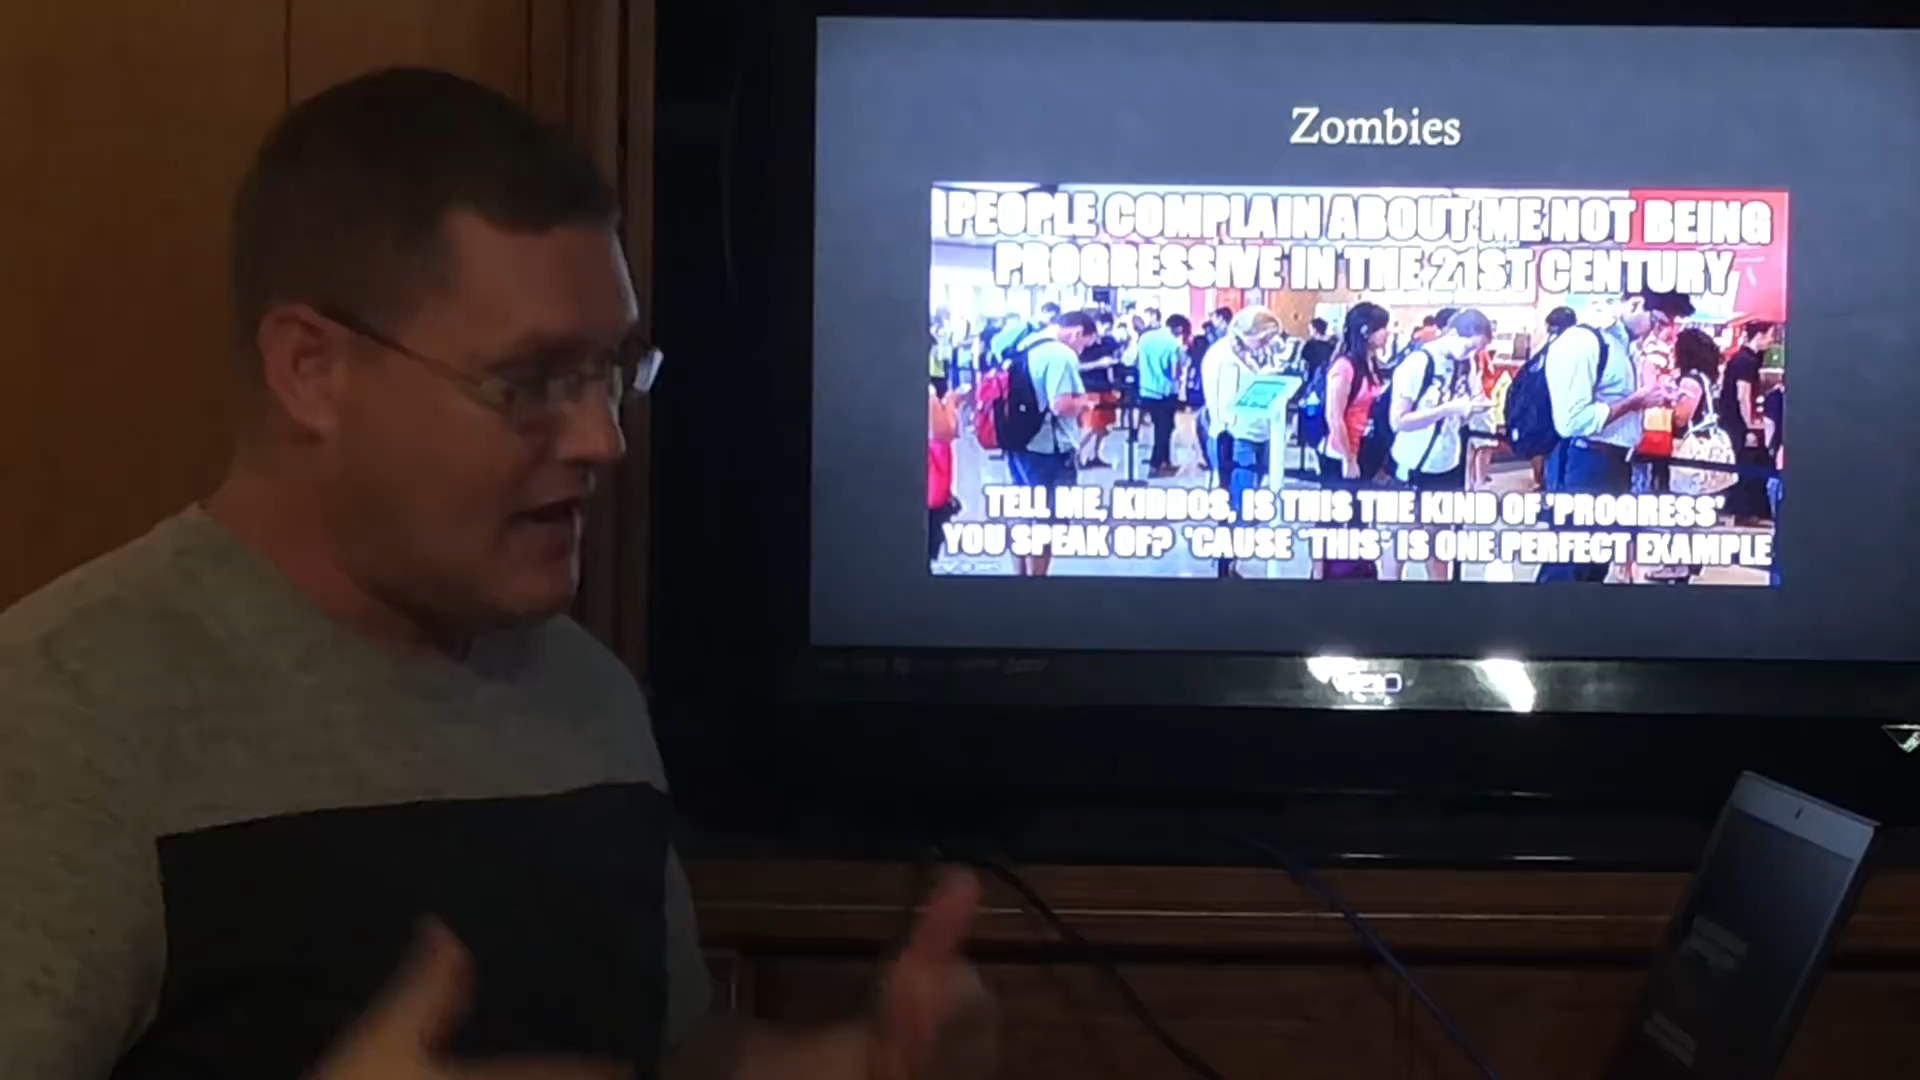 Zombies
PEOPLE COMPLAIN ABOUT ME NOT BEING
PROGRESSIVE IN THE 21ST CENTURY
TELL ME, KIDDOS, IS THIS THE KIND OF 'PROGRESS'
YOU SPEAK OF? 'CAUSE 'THIS' IS ONE PERFECT EXAMPLE